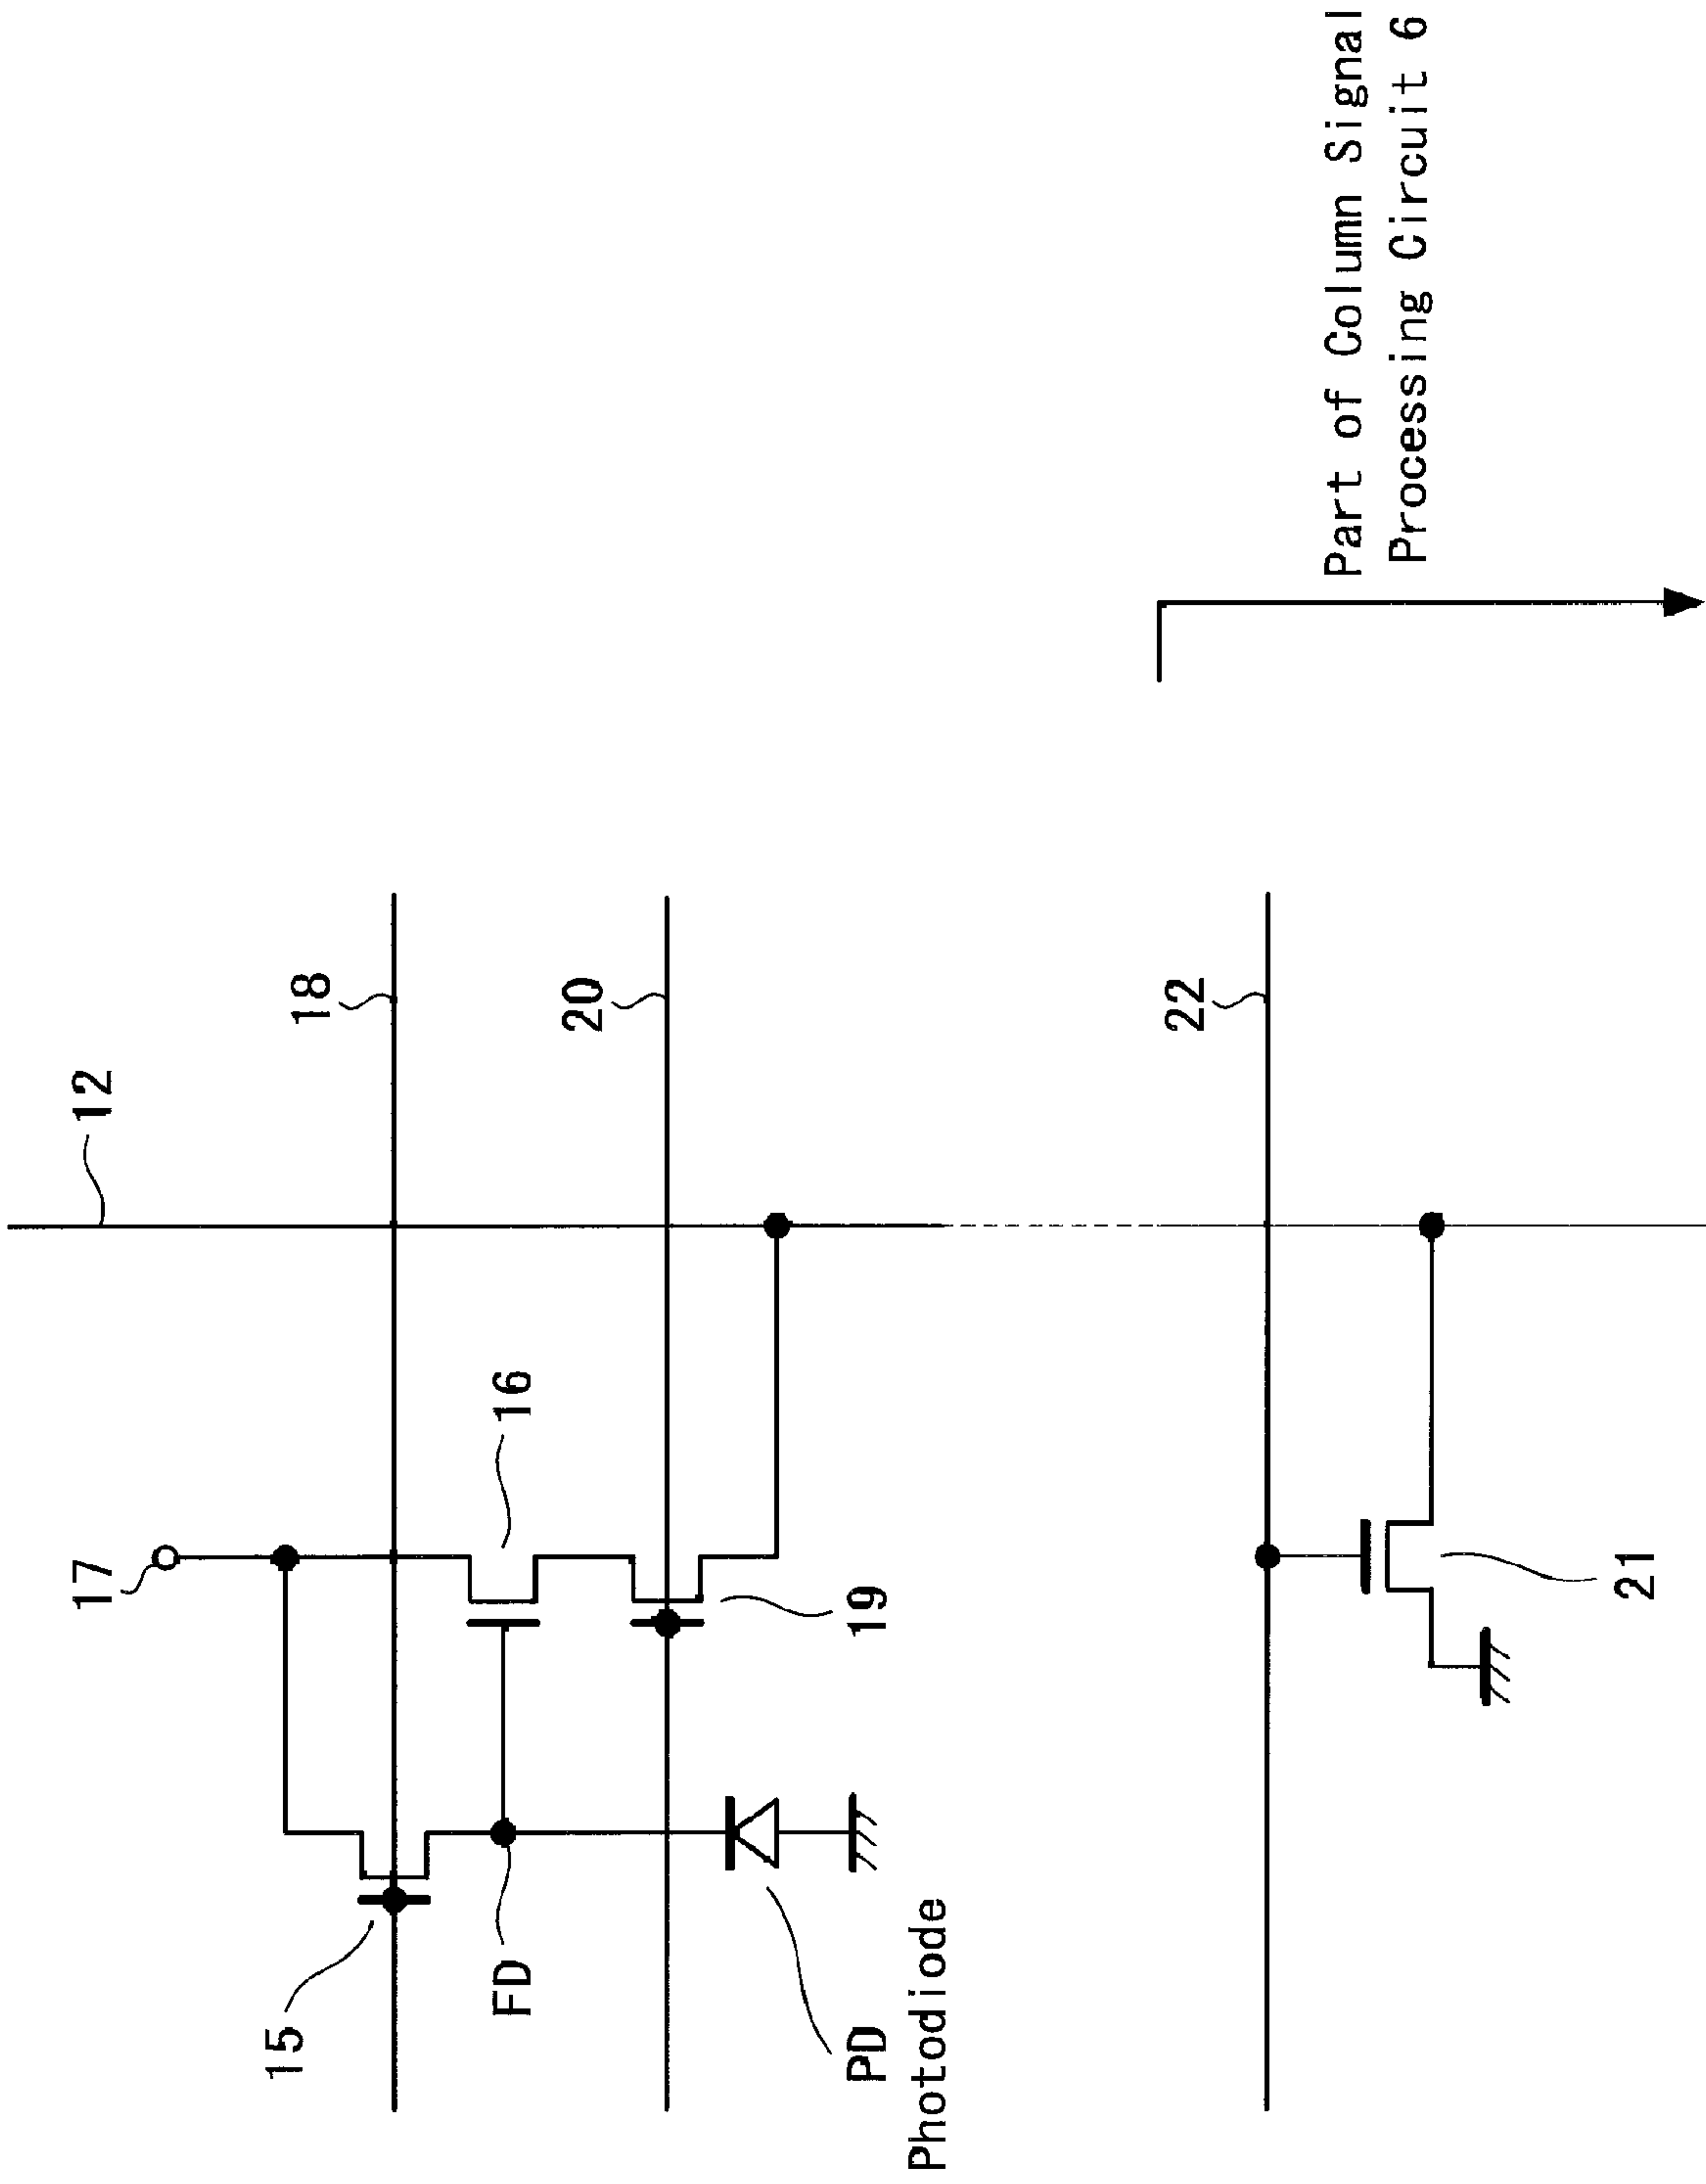 12
17
18
15
16
FD
20
19
PD
Photodiode
22
21
Part of Column Signal
Processing Circuit 6